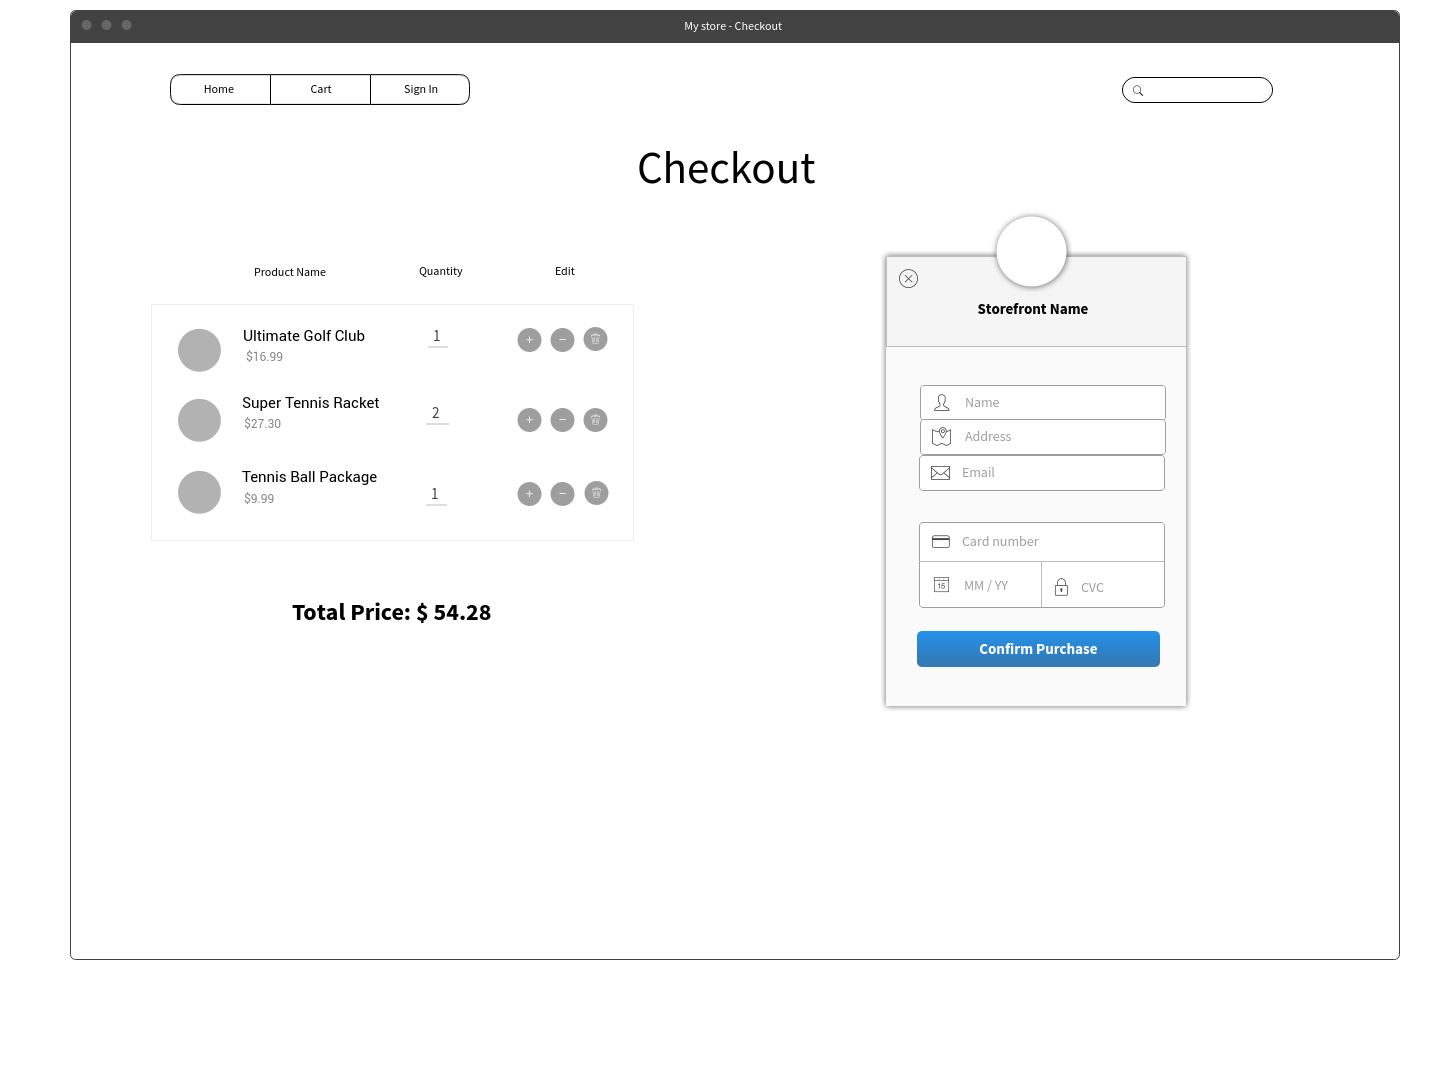 My store - Checkout
Home Cart Sign In
Checkout
Product Name Quantity Edit
Ultimate Golf Club 1
$16.99
Super Tennis Racket 2
$27.30
Tennis Ball Package 1
$9.99
Total Price: $ 54.28
Storefront Name
Name
Address
Email
Card number
15 MM / YY CVC
Confirm Purchase